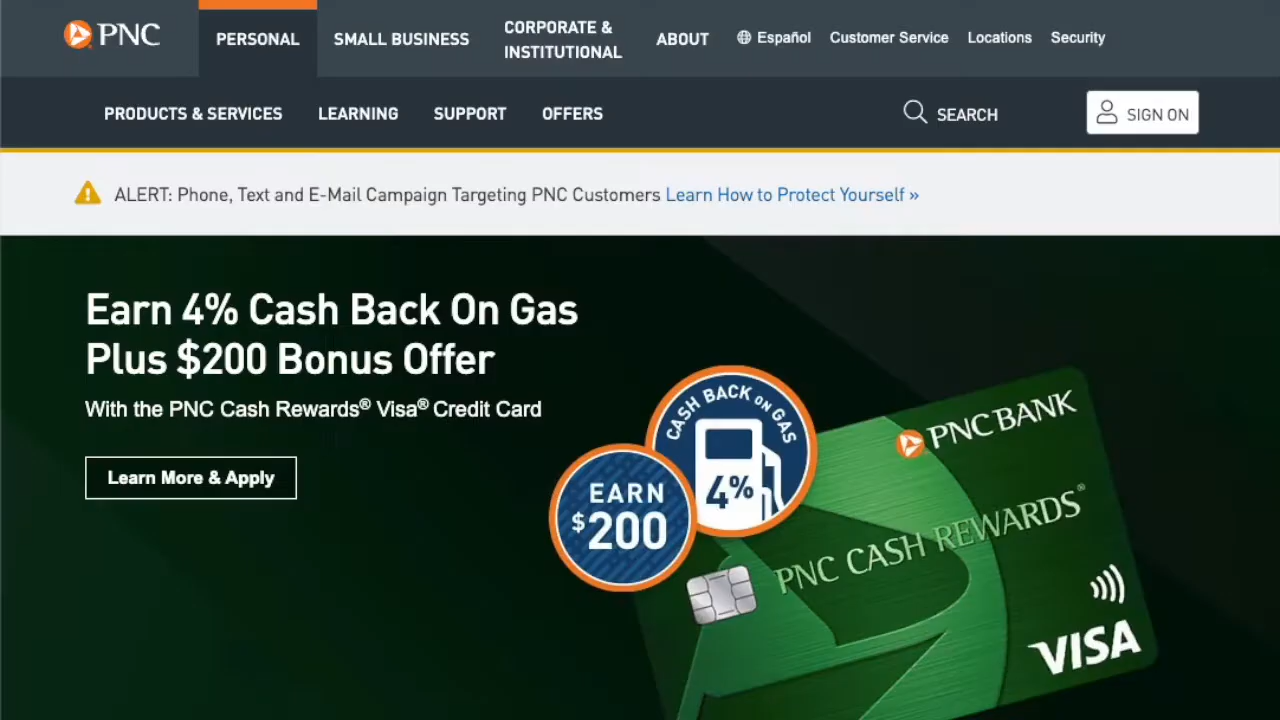 PNC
PERSONAL
SMALL BUSINESS
CORPORATE &
INSTITUTIONAL
ABOUT
Español
Customer Service
Locations
Security
PRODUCTS & SERVICES
LEARNING
SUPPORT
OFFERS
SEARCH
SIGN ON
ALERT: Phone, Text and E-Mail Campaign Targeting PNC Customers Learn How to Protect Yourself »
Earn 4% Cash Back On Gas
Plus $200 Bonus Offer
With the PNC Cash Rewards® Visa® Credit Card
Learn More & Apply
CASH BACK ON GAS
4%
EARN
$200
PNC BANK
PNC CASH REWARDS®
VISA